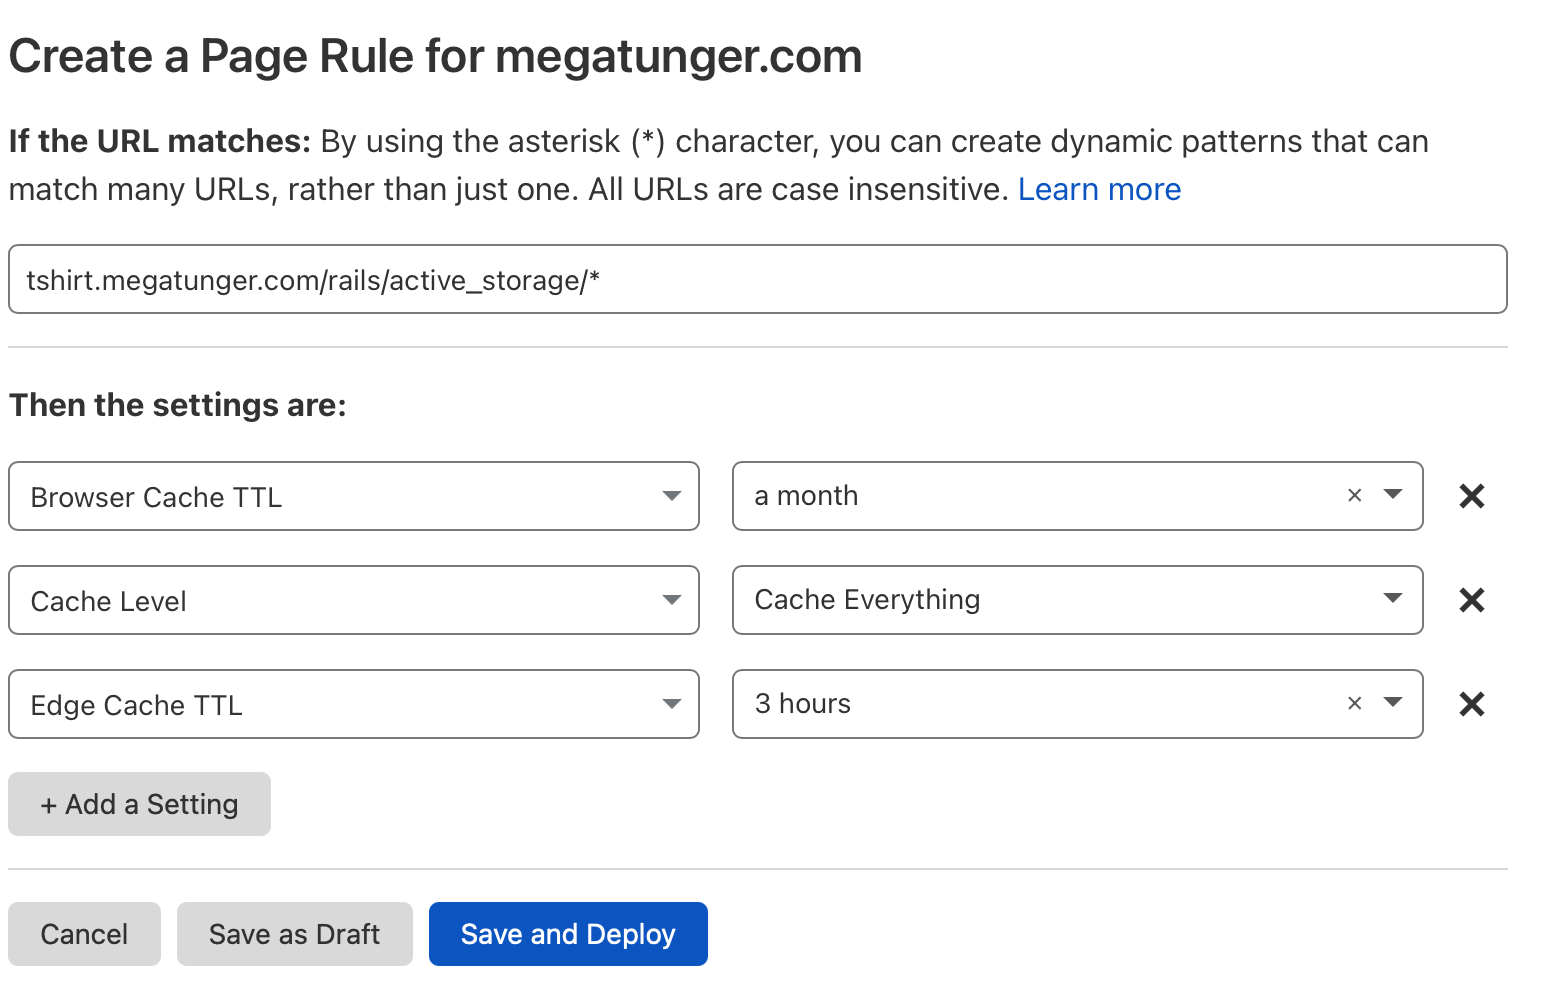 Create a Page Rule for megatunger.com
If the URL matches: By using the asterisk (*) character, you can create dynamic patterns that can
match many URLs, rather than just one. All URLs are case insensitive. Learn more
tshirt.megatunger.com/rails/active_storage/*
Then the settings are:
Browser Cache TTL
a month
Cache Level
Cache Everything
Edge Cache TTL
3 hours
+ Add a Setting
Cancel
Save as Draft
Save and Deploy